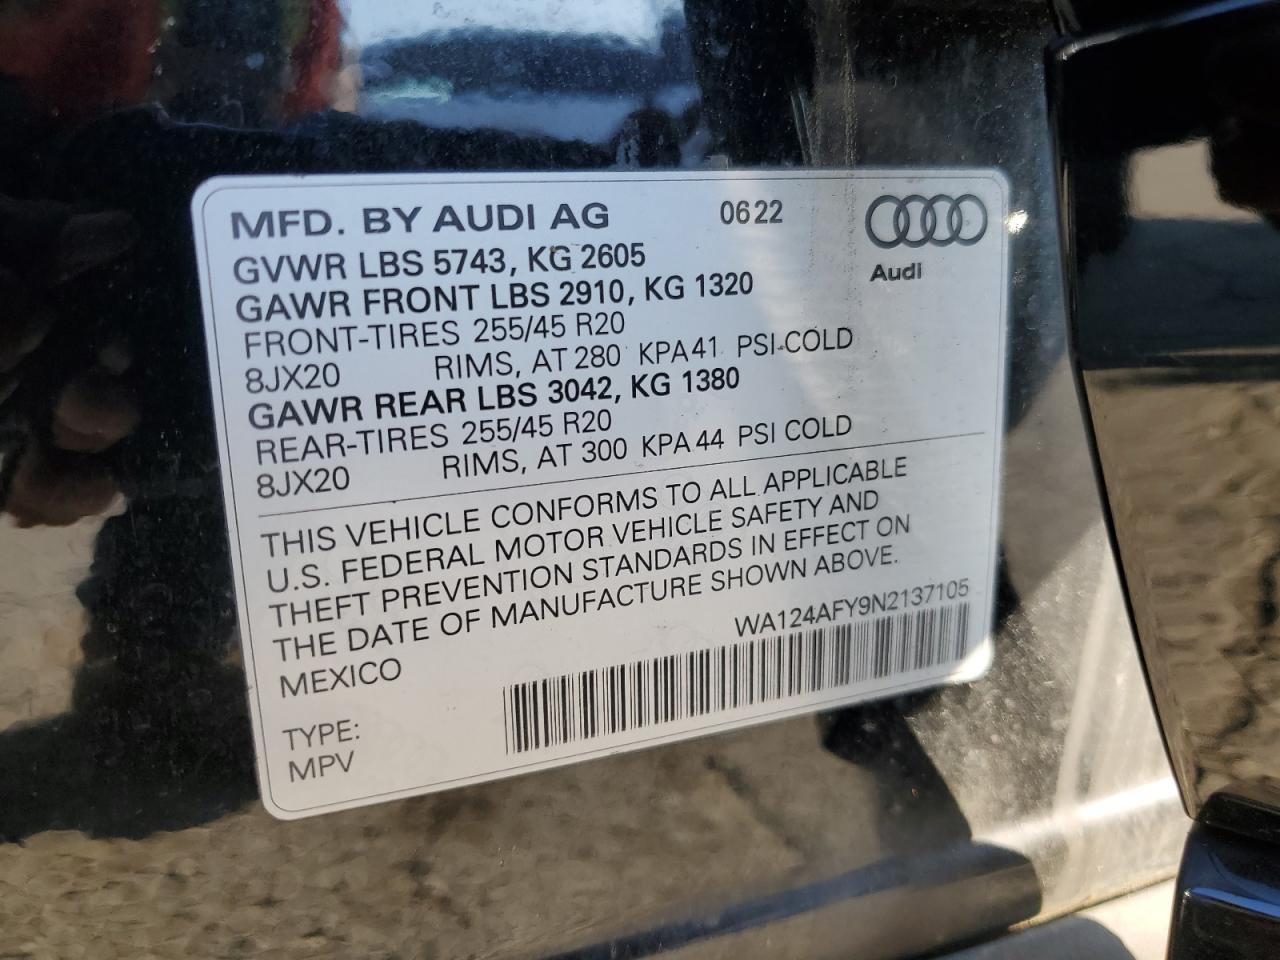 MFD. BY AUDI AG 0622
Audi
GVWR LBS 5743, KG 2605
GAWR FRONT LBS 2910, KG 1320
FRONT-TIRES 255/45 R20
8JX20 RIMS, AT 280 KPA 41 PSI COLD
GAWR REAR LBS 3042, KG 1380
REAR-TIRES 255/45 R20
8JX20 RIMS, AT 300 KPA 44 PSI COLD
THIS VEHICLE CONFORMS TO ALL APPLICABLE
U.S. FEDERAL MOTOR VEHICLE SAFETY AND
THEFT PREVENTION STANDARDS IN EFFECT ON
THE DATE OF MANUFACTURE SHOWN ABOVE.
MEXICO WA124AFY9N2137105
TYPE:
MPV